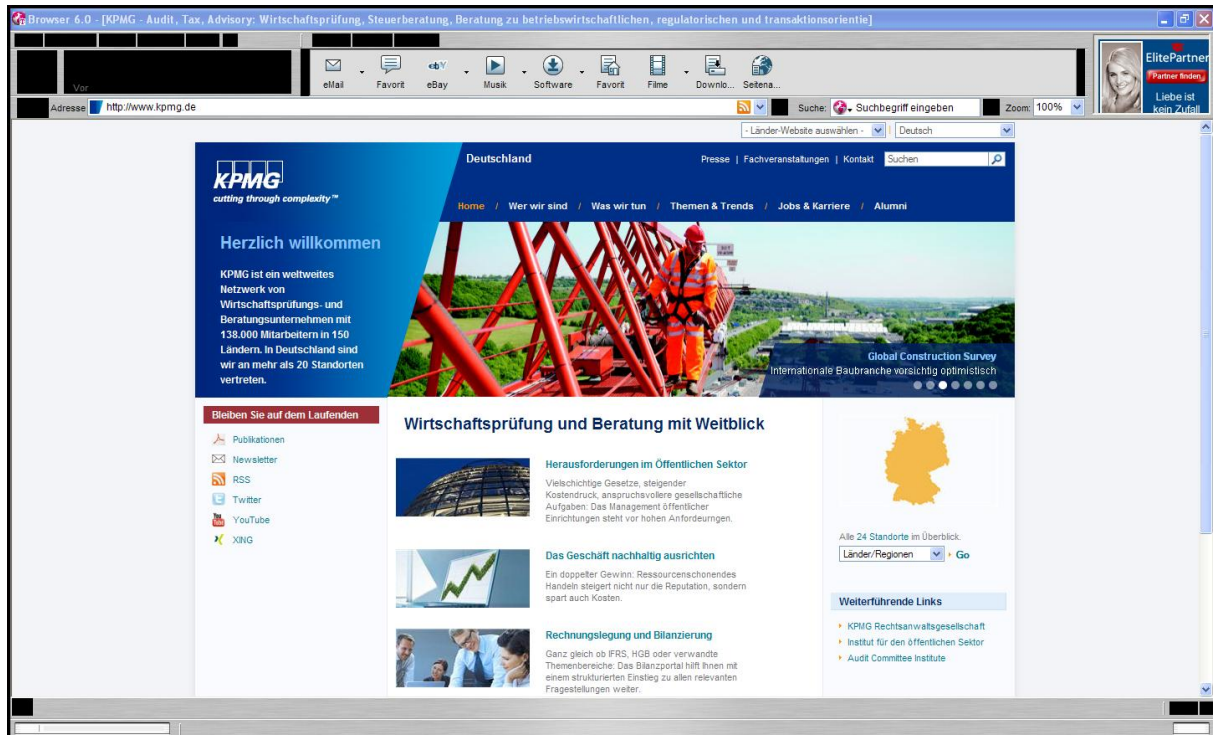 Browser 6.0 - [KPMG - Audit, Tax, Advisory: Wirtschaftsprüfung, Steuerberatung, Beratung zu betriebswirtschaftlichen, regulatorischen und transaktionsorientie]
Vor
eMail
Favorit
eBay
Musik
Software
Favorit
Filme
Downlo...
Seitena...
ElitePartner
Partner finden
Liebe ist
kein Zufall
Adresse http://www.kpmg.de
Suche: Suchbegriff eingeben
Zoom: 100%
- Länder-Website auswählen -
Deutsch
KPMG
cutting through complexity™
Deutschland
Presse | Fachveranstaltungen | Kontakt
Suchen
Home / Wer wir sind / Was wir tun / Themen & Trends / Jobs & Karriere / Alumni
Herzlich willkommen
KPMG ist ein weltweites
Netzwerk von
Wirtschaftsprüfungs- und
Beratungsunternehmen mit
138.000 Mitarbeitern in 150
Ländern. In Deutschland sind
wir an mehr als 20 Standorten
vertreten.
Global Construction Survey
Internationale Baubranche vorsichtig optimistisch
Bleiben Sie auf dem Laufenden
Publikationen
Newsletter
RSS
Twitter
YouTube
XING
Wirtschaftsprüfung und Beratung mit Weitblick
Herausforderungen im Öffentlichen Sektor
Vielschichtige Gesetze, steigender
Kostendruck, anspruchsvollere gesellschaftliche
Aufgaben: Das Management öffentlicher
Einrichtungen steht vor hohen Anfordeurngen.
Das Geschäft nachhaltig ausrichten
Ein doppelter Gewinn: Ressourcenschonendes
Handeln steigert nicht nur die Reputation, sondern
spart auch Kosten.
Rechnungslegung und Bilanzierung
Ganz gleich ob IFRS, HGB oder verwandte
Themenbereiche: Das Bilanzportal hilft Ihnen mit
einem strukturierten Einstieg zu allen relevanten
Fragestellungen weiter.
Alle 24 Standorte im Überblick.
Länder/Regionen
Go
Weiterführende Links
KPMG Rechtsanwaltsgesellschaft
Institut für den öffentlichen Sektor
Audit Committee Institute